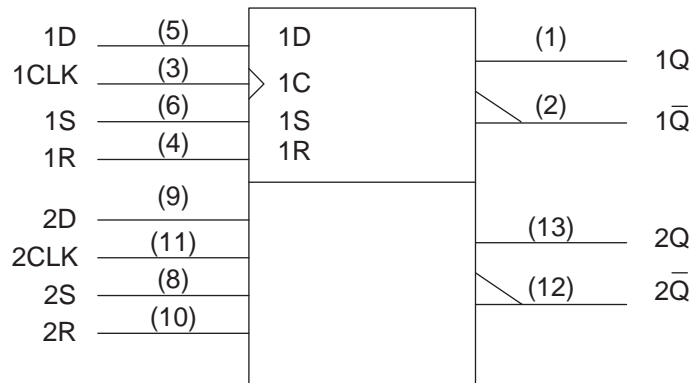 1D (5) 1D (1) 1Q
1CLK (3) 1C
1S (6) 1S (2) 1Q̅
1R (4) 1R
2D (9)
2CLK (11) (13) 2Q
2S (8) (12) 2Q̅
2R (10)